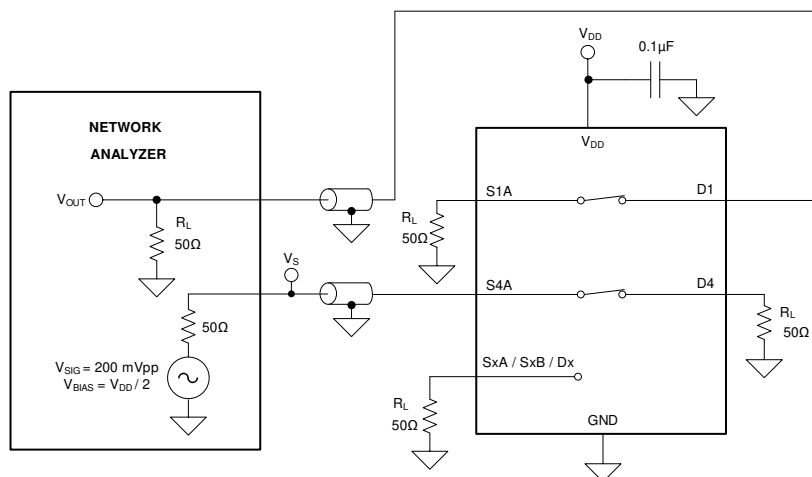 V_DD
0.1µF
NETWORK
ANALYZER
V_DD
V_OUT
S1A
D1
R_L
50Ω
R_L
50Ω
V_S
S4A
D4
50Ω
R_L
50Ω
V_SIG = 200 mVpp
V_BIAS = V_DD / 2
SxA / SxB / Dx
R_L
50Ω
GND